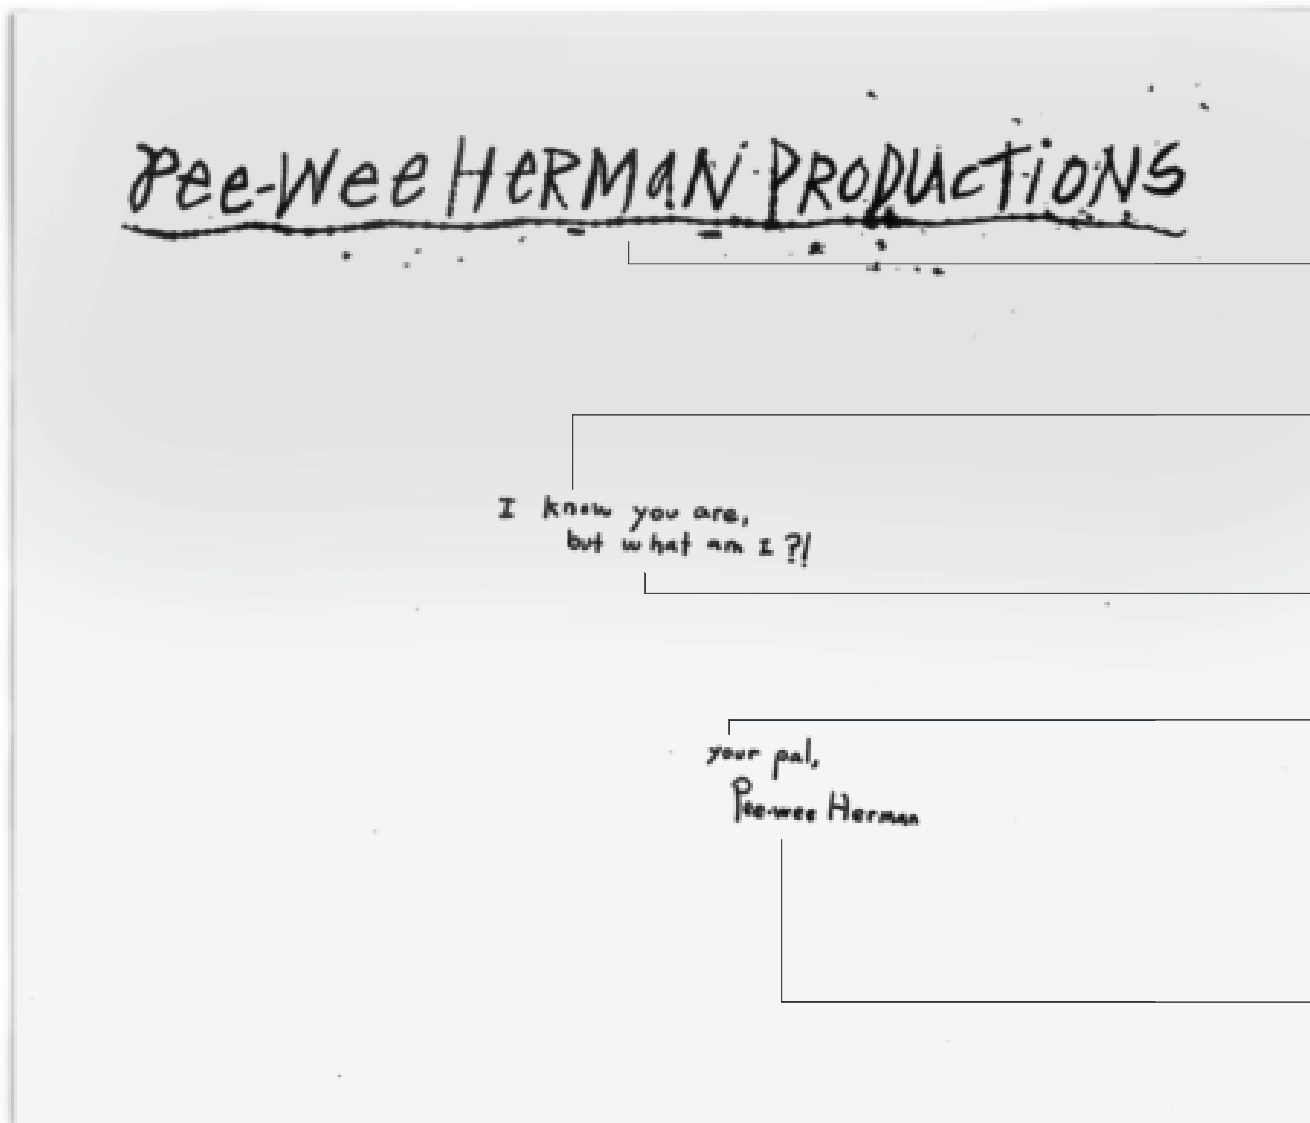 Pee-Wee HERMAN PRODUCTIONS
I know you are,
but what am I?!
your pal,
Pee-wee Herman